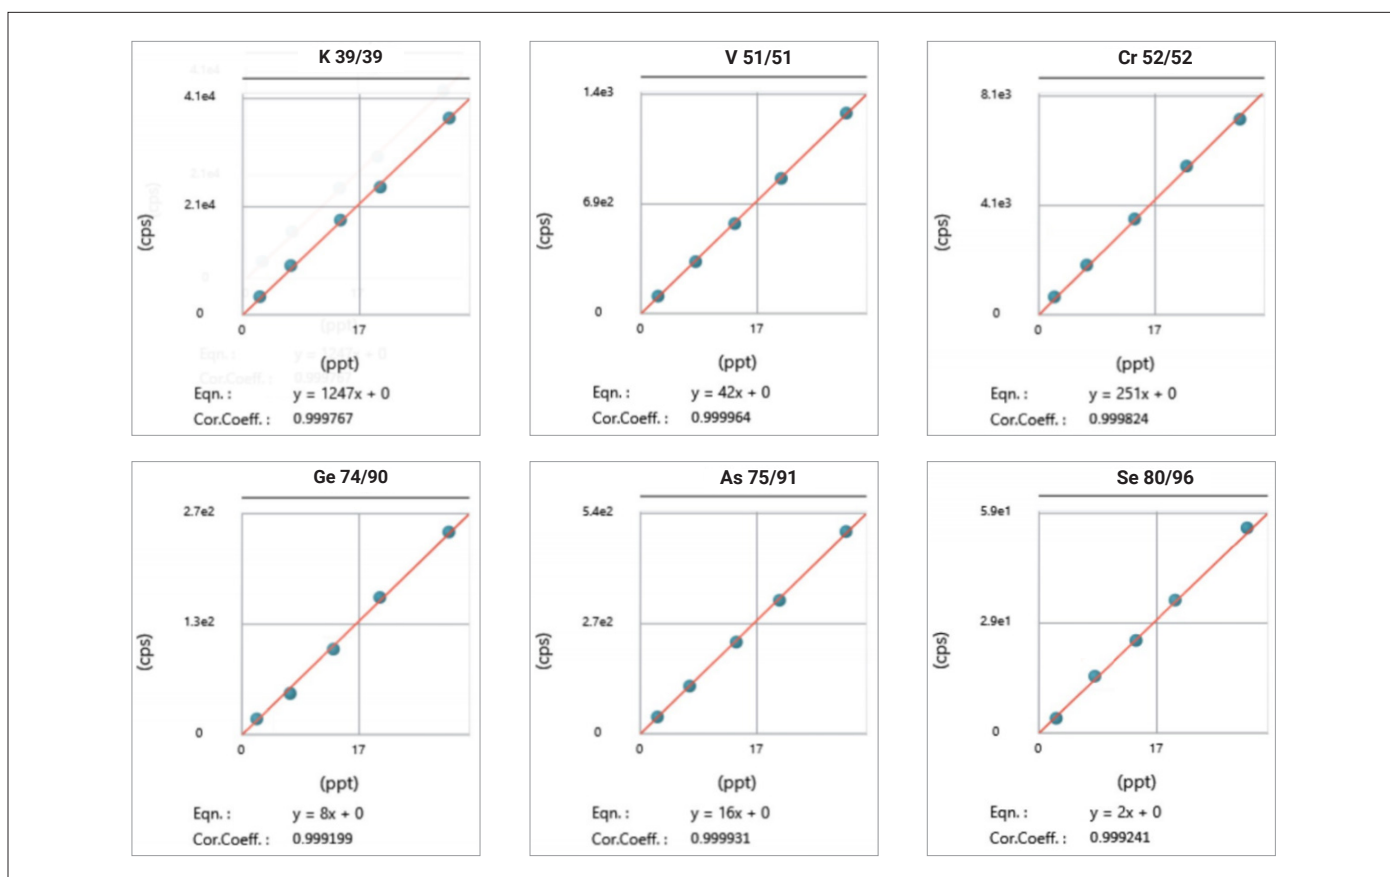 K 39/39
4.1e4
2.1e4
0
0 17
(cps)
(ppt)
Eqn. : y = 1247x + 0
Cor.Coeff. : 0.999767
V 51/51
1.4e3
6.9e2
0
0 17
(cps)
(ppt)
Eqn. : y = 42x + 0
Cor.Coeff. : 0.999964
Cr 52/52
8.1e3
4.1e3
0
0 17
(cps)
(ppt)
Eqn. : y = 251x + 0
Cor.Coeff. : 0.999824
Ge 74/90
2.7e2
1.3e2
0
0 17
(cps)
(ppt)
Eqn. : y = 8x + 0
Cor.Coeff. : 0.999199
As 75/91
5.4e2
2.7e2
0
0 17
(cps)
(ppt)
Eqn. : y = 16x + 0
Cor.Coeff. : 0.999931
Se 80/96
5.9e1
2.9e1
0
0 17
(cps)
(ppt)
Eqn. : y = 2x + 0
Cor.Coeff. : 0.999241